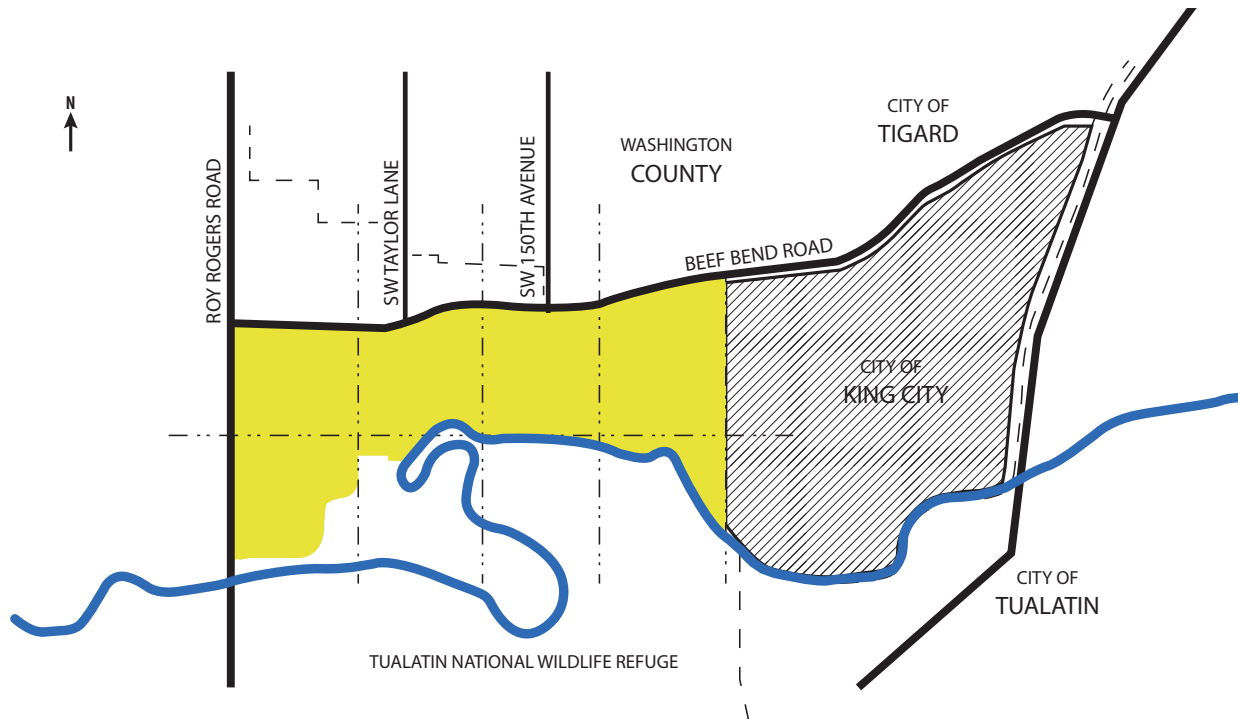 N
CITY OF
TIGARD
WASHINGTON
COUNTY
ROY ROGERS ROAD
SW TAYLOR LANE
SW 150TH AVENUE
BEEF BEND ROAD
CITY OF
KING CITY
CITY OF
TUALATIN
TUALATIN NATIONAL WILDLIFE REFUGE